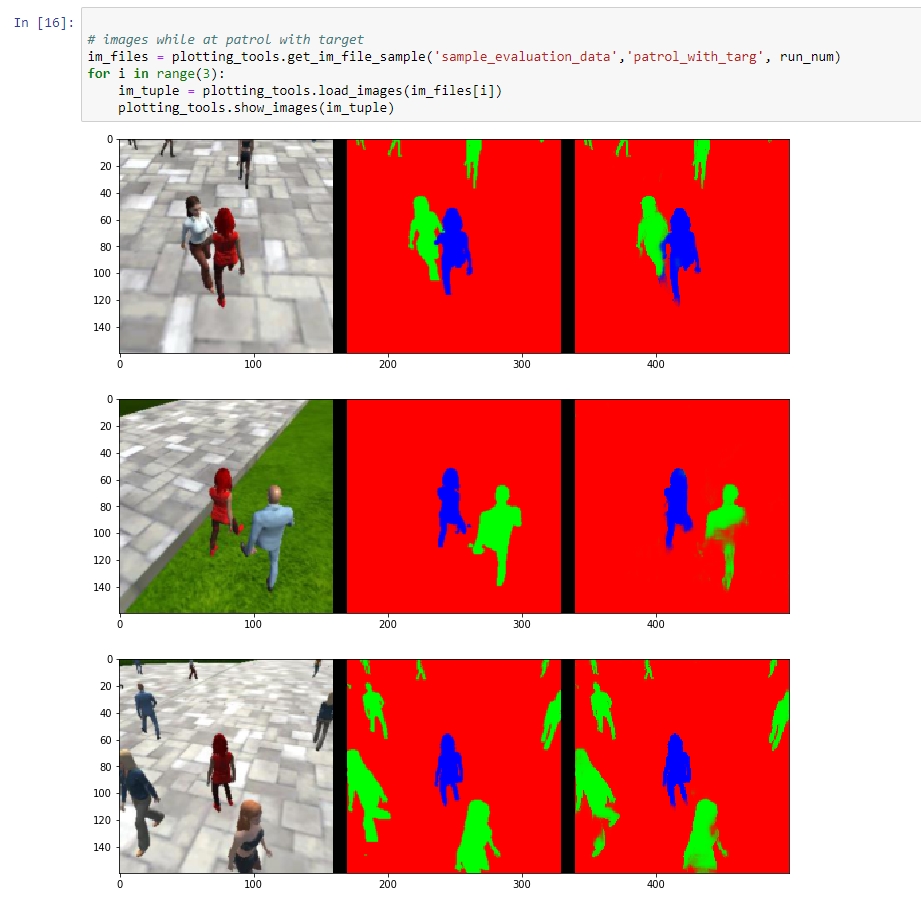 In [16]:
# images while at patrol with target
im_files = plotting_tools.get_im_file_sample('sample_evaluation_data','patrol_with_targ', run_num)
for i in range(3):
    im_tuple = plotting_tools.load_images(im_files[i])
    plotting_tools.show_images(im_tuple)
0
20
40
60
80
100
120
140
0 100 200 300 400
0
20
40
60
80
100
120
140
0 100 200 300 400
0
20
40
60
80
100
120
140
0 100 200 300 400